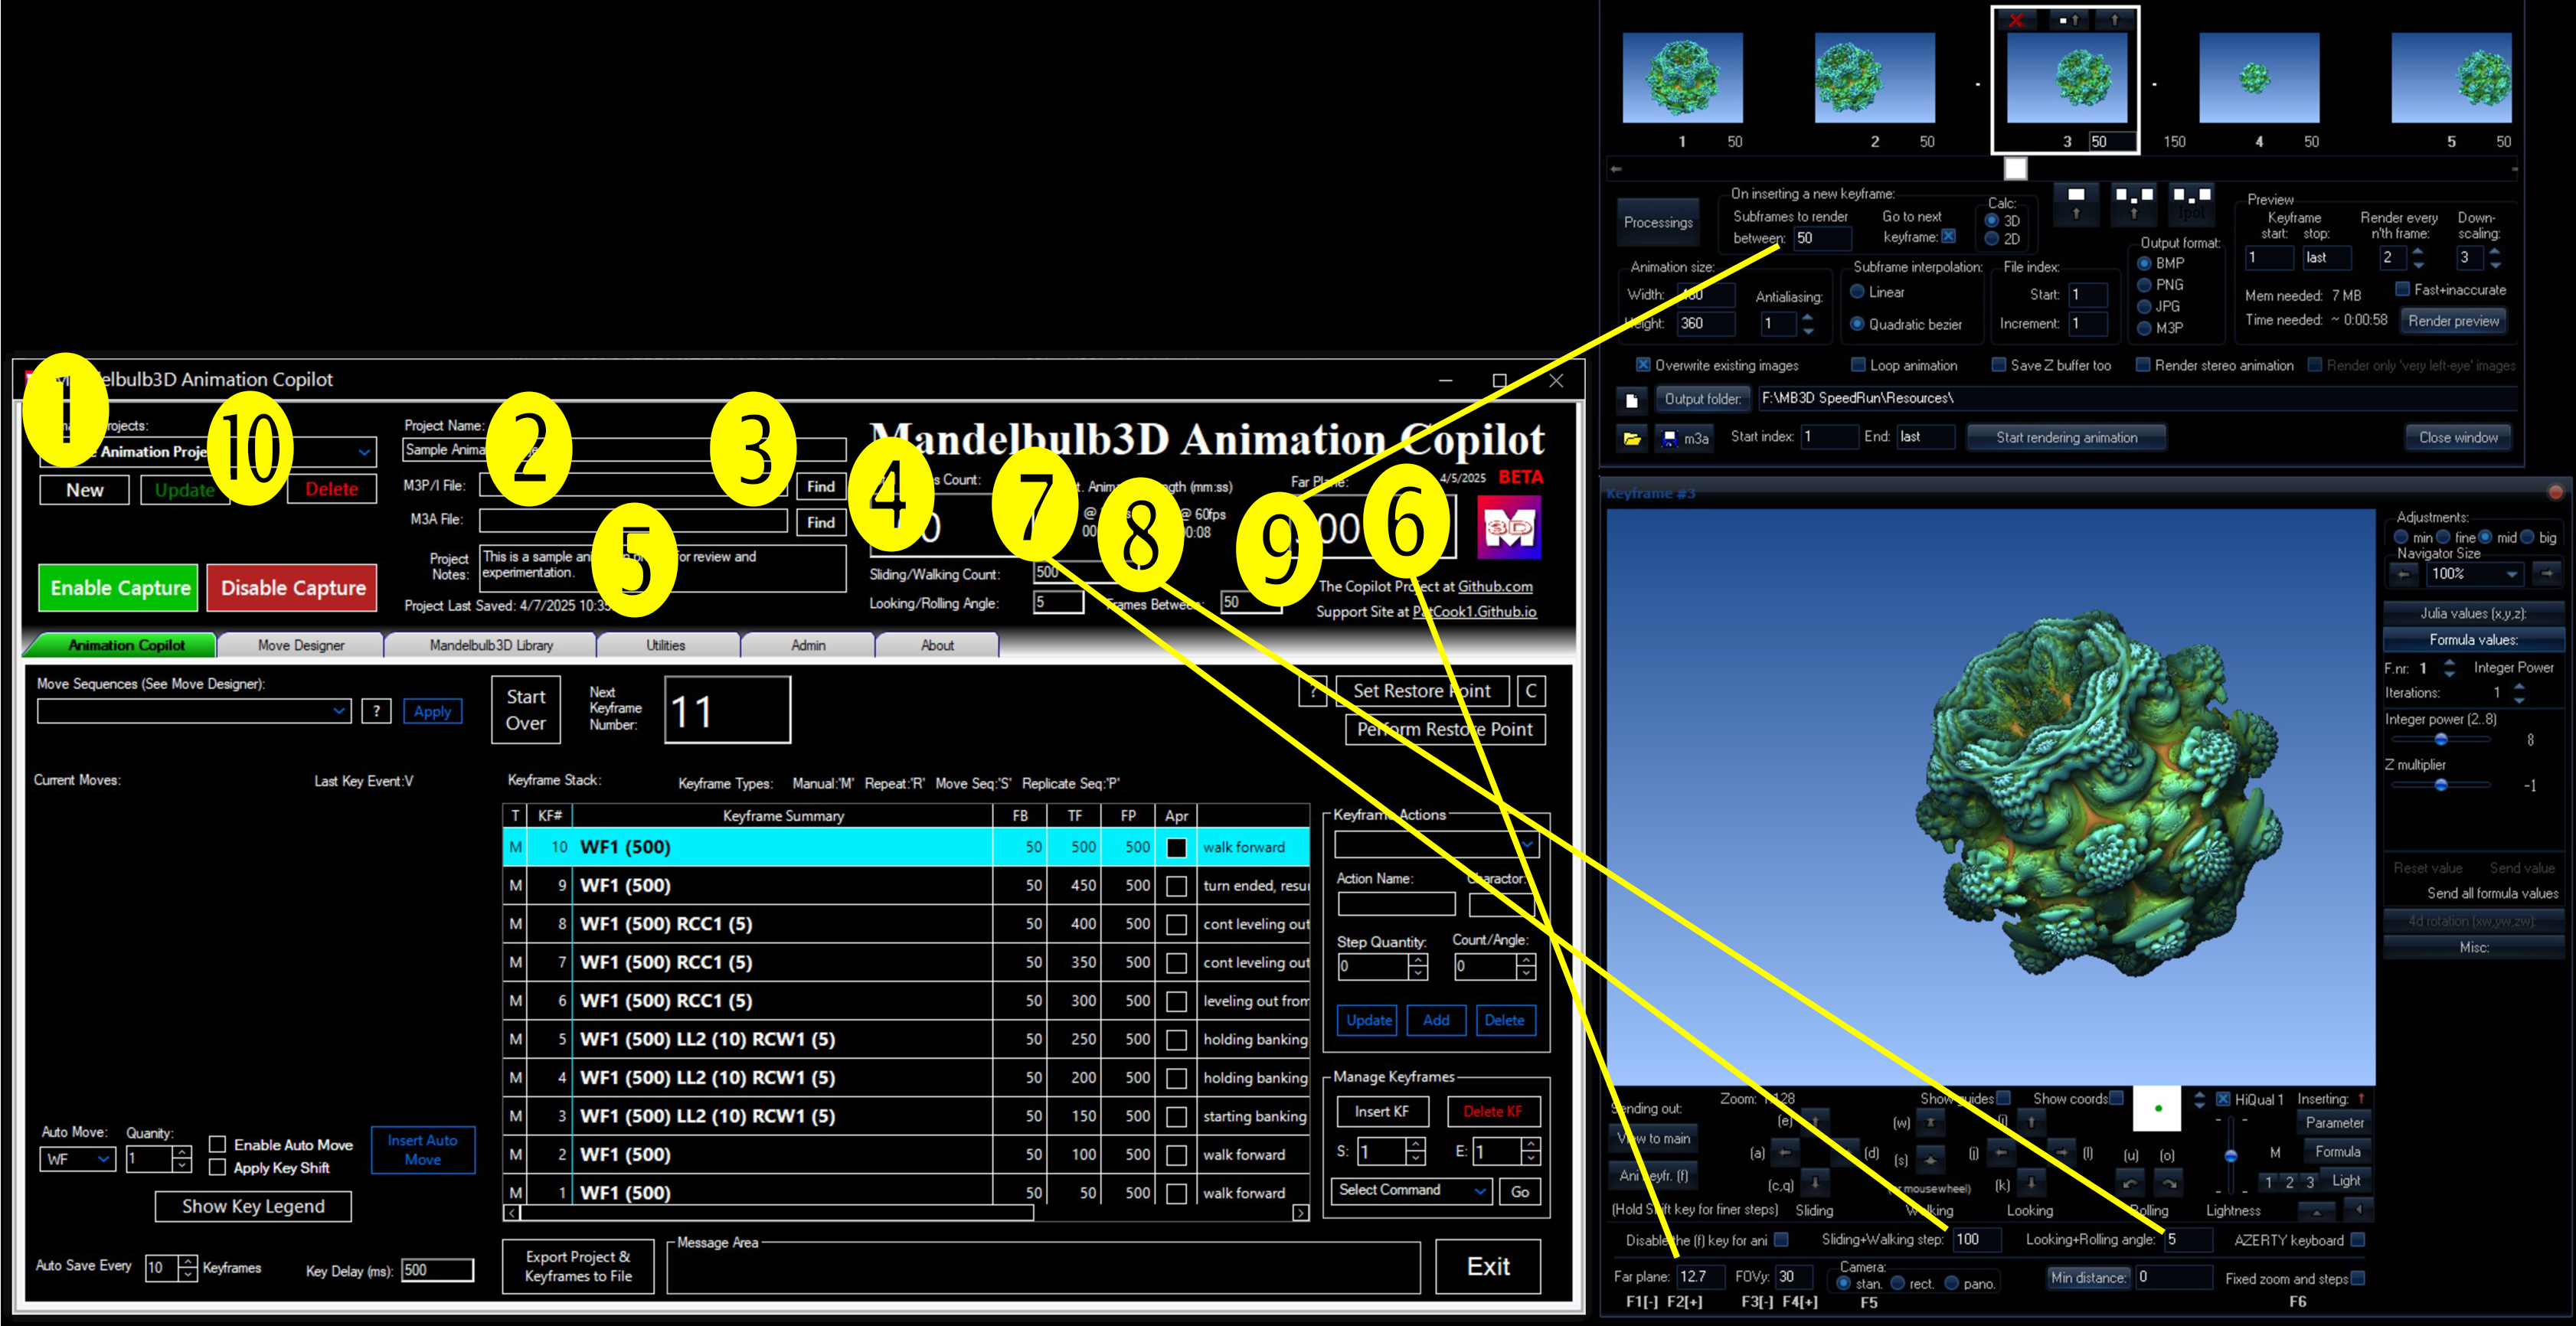 1 50
2 50
3 50
150
4 50
5 50
Processings
On inserting a new keyframe:
Subframes to render
between: 50
Go to next
keyframe:
Calc:
3D
2D
Ipol
Output format:
BMP
PNG
JPG
M3P
Preview
Keyframe
start: stop:
1 last
Render every
n'th frame:
2
Down-
scaling:
3
Mem needed: 7 MB
Fast+inaccurate
Time needed: ~ 0:00:58
Render preview
Animation size:
Width:
Height: 360
Antialiasing:
1
Subframe interpolation:
Linear
Quadratic bezier
File index:
Start: 1
Increment: 1
Overwrite existing images
Loop animation
Save Z buffer too
Render stereo animation
Render only 'very left-eye' images
Output folder: F:\MB3D SpeedRun\Resources\
m3a
Start index: 1
End: last
Start rendering animation
Close window
Animation Copilot
1
10
2
3
4
5
7
8
9
6
Animation
New
Update
Delete
Enable Capture
Disable Capture
Project Name:
Sample
M3P/I File:
Find
M3A File:
Find
Project
Notes:
This is a sample for review and
experimentation.
Project Last Saved: 4/7/2025
Mandelbulb3D Animation Copilot
Count:
(mm:ss)
@ 60fps
Far Plane:
4/5/2025 BETA
M3D
Sliding/Walking Count: 500
Looking/Rolling Angle: 5
Frames Between: 50
The Copilot Project at Github.com
Support Site at PatCook1.Github.io
Animation Copilot
Move Designer
Mandelbulb3D Library
Utilities
Admin
About
Move Sequences (See Move Designer):
?
Apply
Start
Over
Next
Keyframe
Number:
11
?
Set Restore Point
C
Perform Restore Point
Current Moves:
Last Key Event:V
Keyframe Stack:
Keyframe Types: Manual:'M' Repeat:'R' Move Seq:'S' Replicate Seq:'P'
T KF# Keyframe Summary FB TF FP Apr
M 10 WF1 (500) 50 500 500 walk forward
M 9 WF1 (500) 50 450 500 turn ended, resu
M 8 WF1 (500) RCC1 (5) 50 400 500 cont leveling out
M 7 WF1 (500) RCC1 (5) 50 350 500 cont leveling out
M 6 WF1 (500) RCC1 (5) 50 300 500 leveling out from
M 5 WF1 (500) LL2 (10) RCW1 (5) 50 250 500 holding banking
M 4 WF1 (500) LL2 (10) RCW1 (5) 50 200 500 holding banking
M 3 WF1 (500) LL2 (10) RCW1 (5) 50 150 500 starting banking
M 2 WF1 (500) 50 100 500 walk forward
M 1 WF1 (500) 50 50 500 walk forward
Keyframe Actions
Action Name:
Charactor:
Step Quantity:
0
Count/Angle:
0
Update
Add
Delete
Manage Keyframes
Insert KF
Delete KF
S: 1
E: 1
Select Command
Go
Auto Move:
WF
Quanity:
1
Enable Auto Move
Apply Key Shift
Insert Auto
Move
Show Key Legend
Auto Save Every 10 Keyframes
Key Delay (ms): 500
Export Project &
Keyframes to File
Message Area
Exit
Keyframe #3
Adjustments:
min fine mid big
Navigator Size
100%
Julia values (x,y,z):
Formula values:
F.nr: 1
Integer Power
Iterations: 1
Integer power (2..8)
8
Z multiplier
-1
Reset value
Send value
Send all formula values
4d rotation (xw,yw,zw):
Misc:
Sending out:
View to main
Ani keyfr. (f)
Zoom:
Show guides
Show coords
HiQual 1
Inserting:
Parameter
M
Formula
1 2 3
Light
(e)
(a)
(d)
(c,q)
(w)
(s)
(or mousewheel)
(i)
(j)
(l)
(k)
(u)
(o)
(Hold Shift key for finer steps)
Sliding
Walking
Looking
Rolling
Lightness
Disable the (f) key for ani
Sliding+Walking step: 100
Looking+Rolling angle: 5
AZERTY keyboard
Far plane: 12.7
FOVy: 30
Camera:
stan. rect. pano.
Min distance: 0
Fixed zoom and steps
F1[-] F2[+]
F3[-] F4[+]
F5
F6